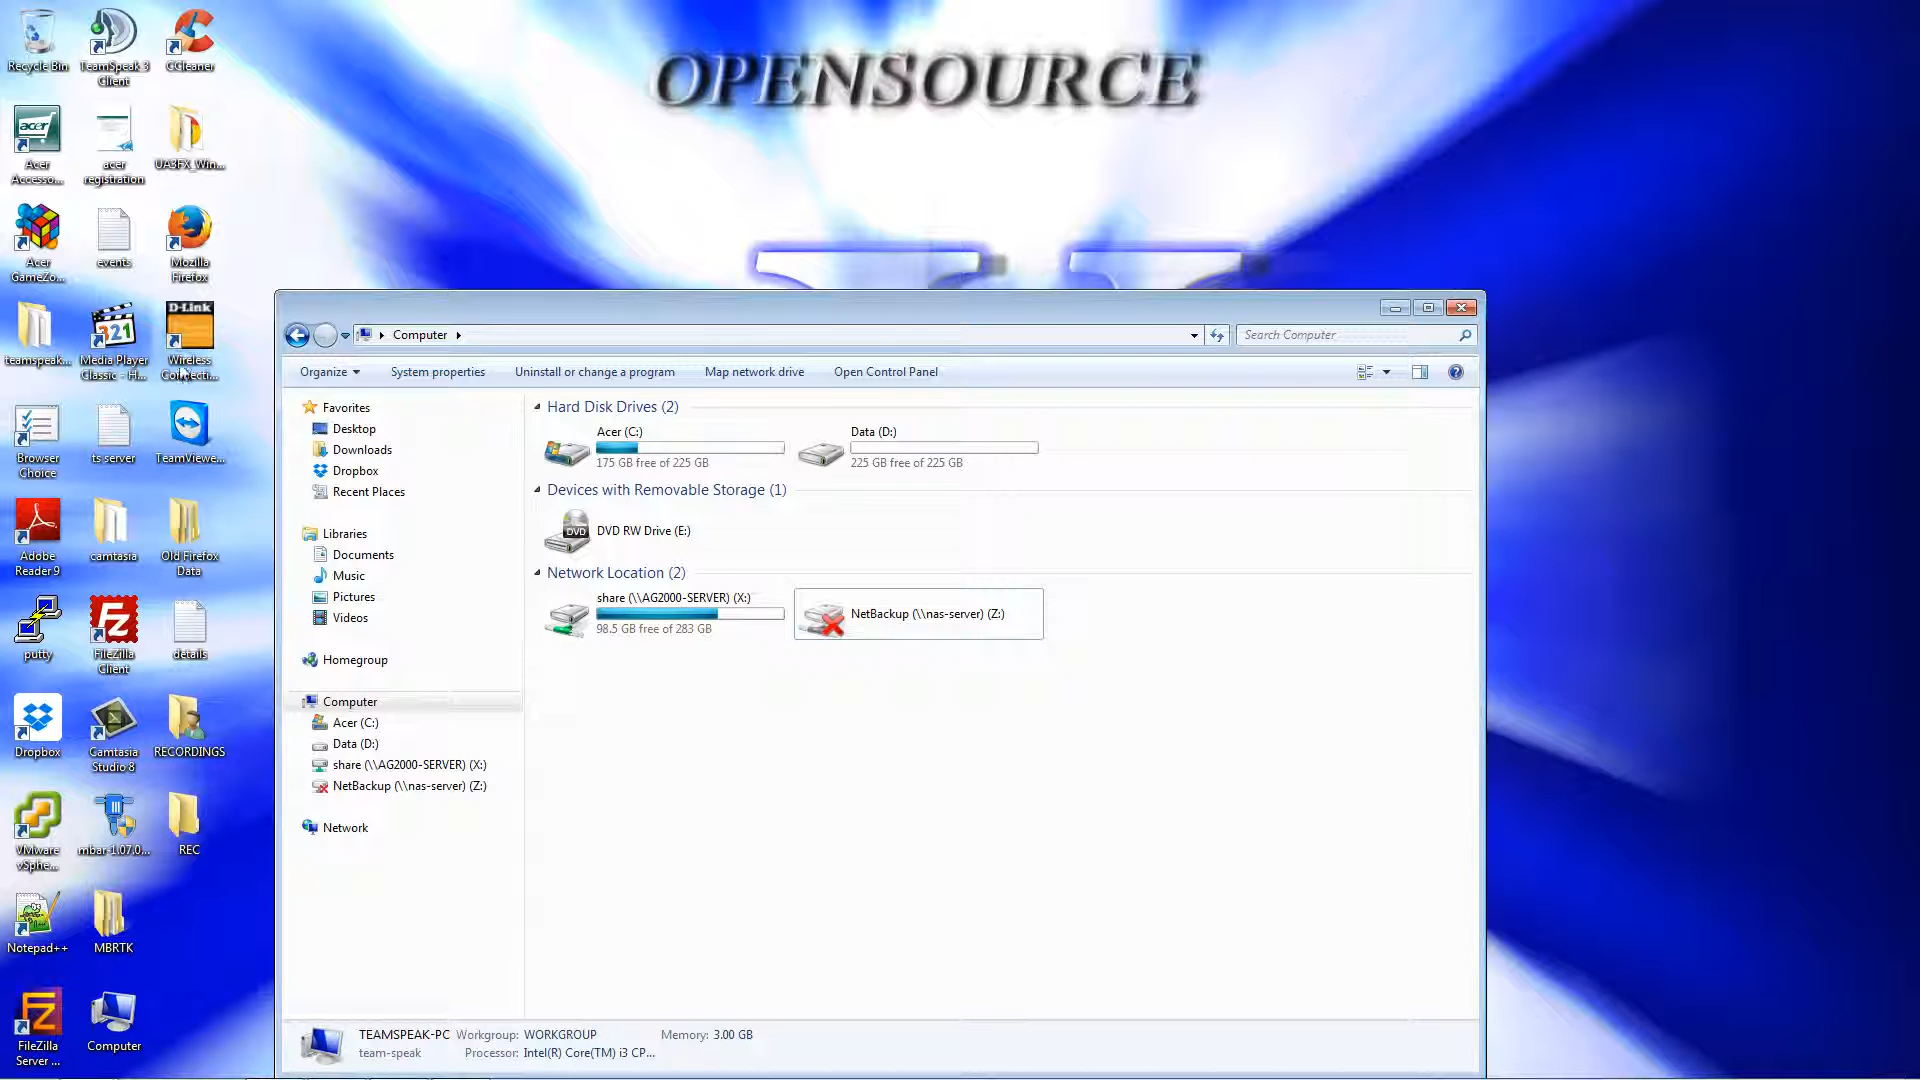 OPENSOURCE
Recycle Bin
TeamSpeak 3
Client
CCleaner
acer
Acer
Accesso...
acer
registration
UA3FX_Win...
Acer
GameZo...
events
Mozilla
Firefox
teamspeak...
321
Media Player
Classic - H...
D-Link
Wireless
Connecti...
Browser
Choice
ts server
TeamViewe...
Adobe
Reader 9
camtasia
Old Firefox
Data
putty
FileZilla
Client
details
Dropbox
Camtasia
Studio 8
RECORDINGS
VMware
vSphe...
mbar-1.07.0...
REC
Notepad++
MBRTK
FileZilla
Server ...
Computer
Computer
Search Computer
Organize
System properties
Uninstall or change a program
Map network drive
Open Control Panel
Favorites
Desktop
Downloads
Dropbox
Recent Places
Libraries
Documents
Music
Pictures
Videos
Homegroup
Computer
Acer (C:)
Data (D:)
share (\\AG2000-SERVER) (X:)
NetBackup (\\nas-server) (Z:)
Network
Hard Disk Drives (2)
Acer (C:)
175 GB free of 225 GB
Data (D:)
225 GB free of 225 GB
Devices with Removable Storage (1)
DVD
DVD RW Drive (E:)
Network Location (2)
share (\\AG2000-SERVER) (X:)
98.5 GB free of 283 GB
NetBackup (\\nas-server) (Z:)
TEAMSPEAK-PC Workgroup: WORKGROUP Memory: 3.00 GB
team-speak Processor: Intel(R) Core(TM) i3 CP...